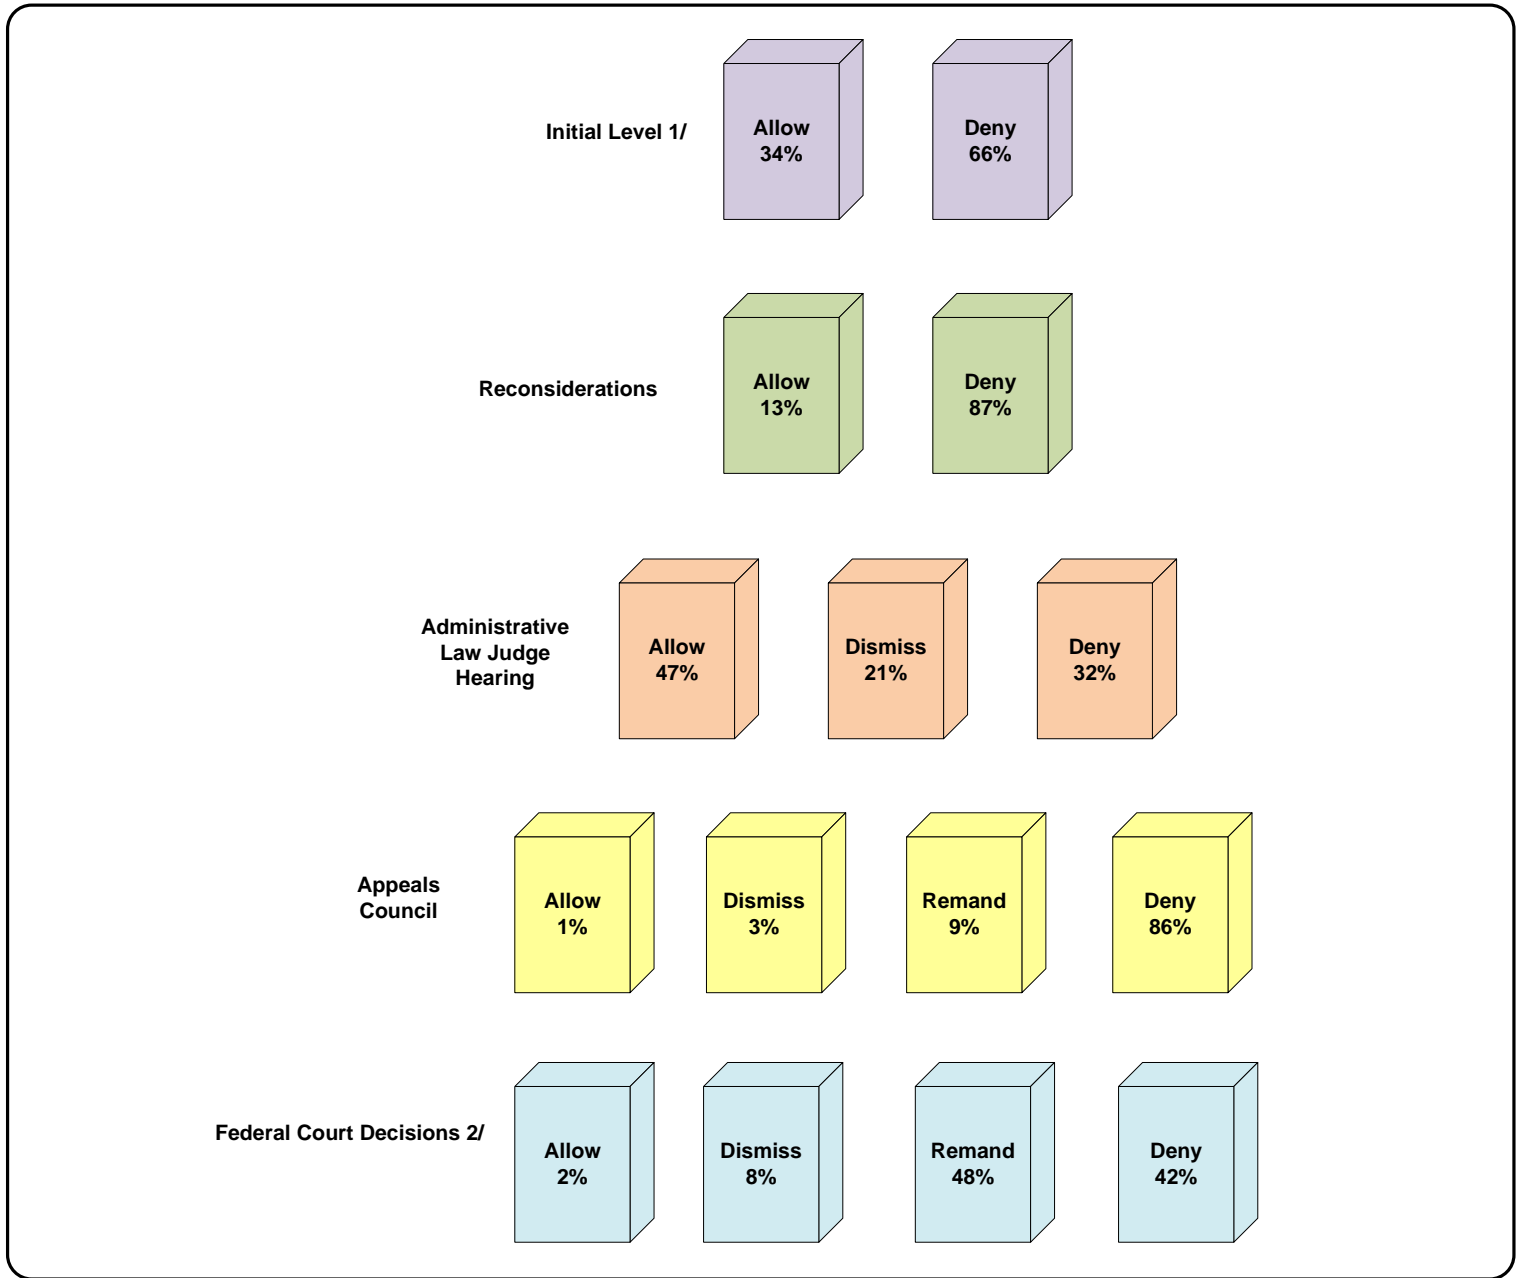 Initial Level 1/
Allow
34%
Deny
66%
Reconsiderations
Allow
13%
Deny
87%
Administrative
Law Judge
Hearing
Allow
47%
Dismiss
21%
Deny
32%
Appeals
Council
Allow
1%
Dismiss
3%
Remand
9%
Deny
86%
Federal Court Decisions 2/
Allow
2%
Dismiss
8%
Remand
48%
Deny
42%